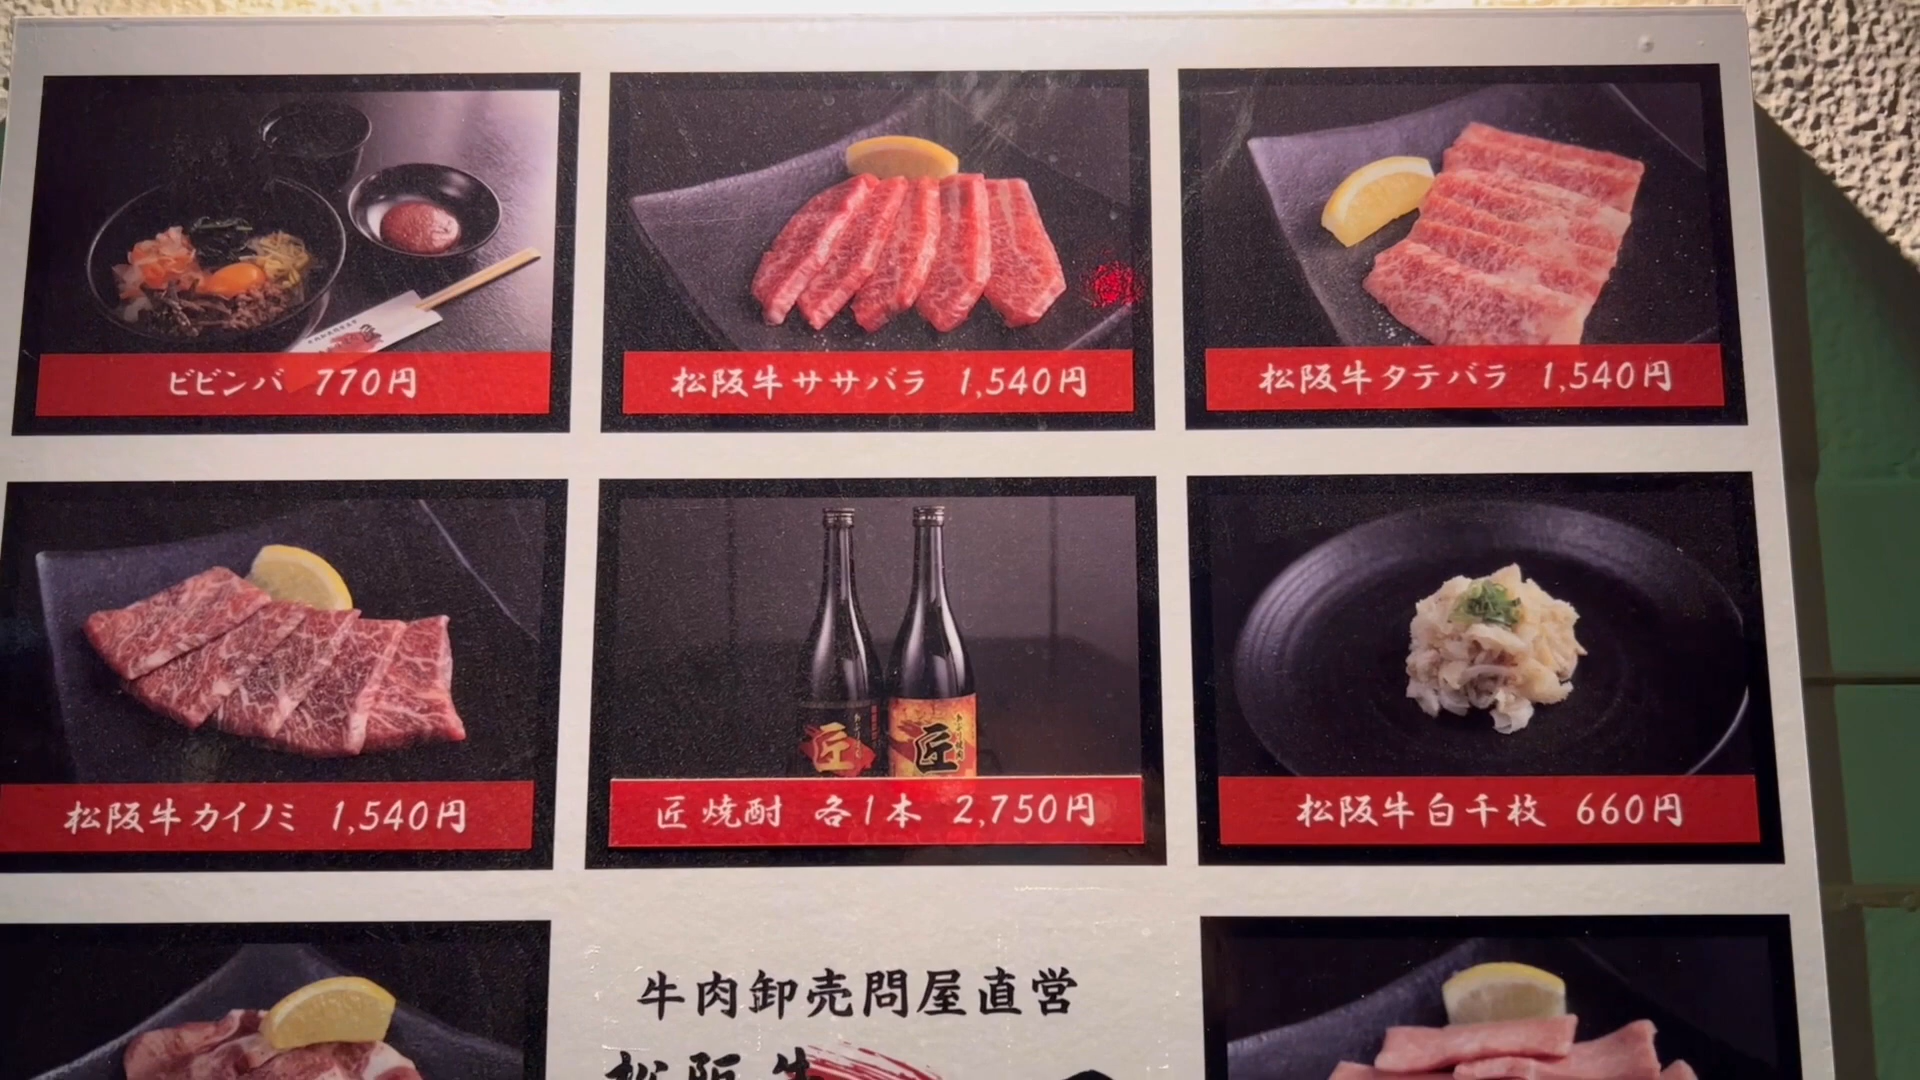 ビビンバ 770円
松阪牛ササバラ 1,540円
松阪牛タテバラ 1,540円
松阪牛カイノミ 1,540円
匠
匠
匠 焼酎 各1本 2,750円
松阪牛白千枚 660円
牛肉卸売問屋直営
松阪牛